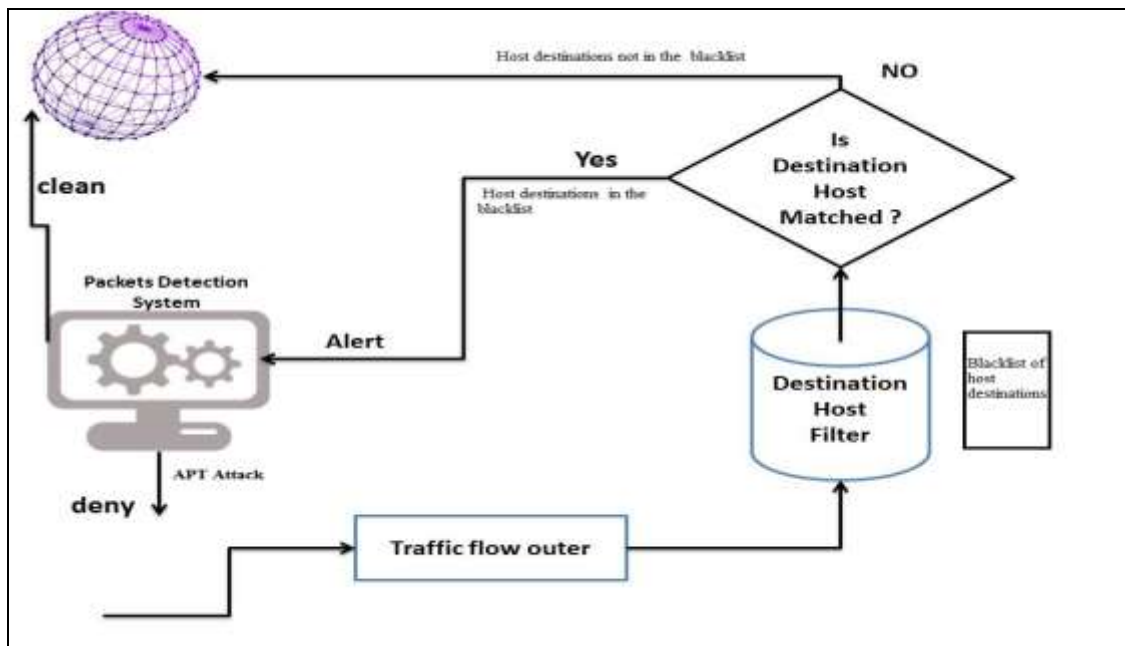 Host destinations not in the blacklist
NO
Is
Destination
Host
Matched ?
Yes
Host destinations in the
blacklist
clean
Packets Detection
System
Alert
Destination
Host
Filter
Blacklist of
host
destinations
APT Attack
deny
Traffic flow outer